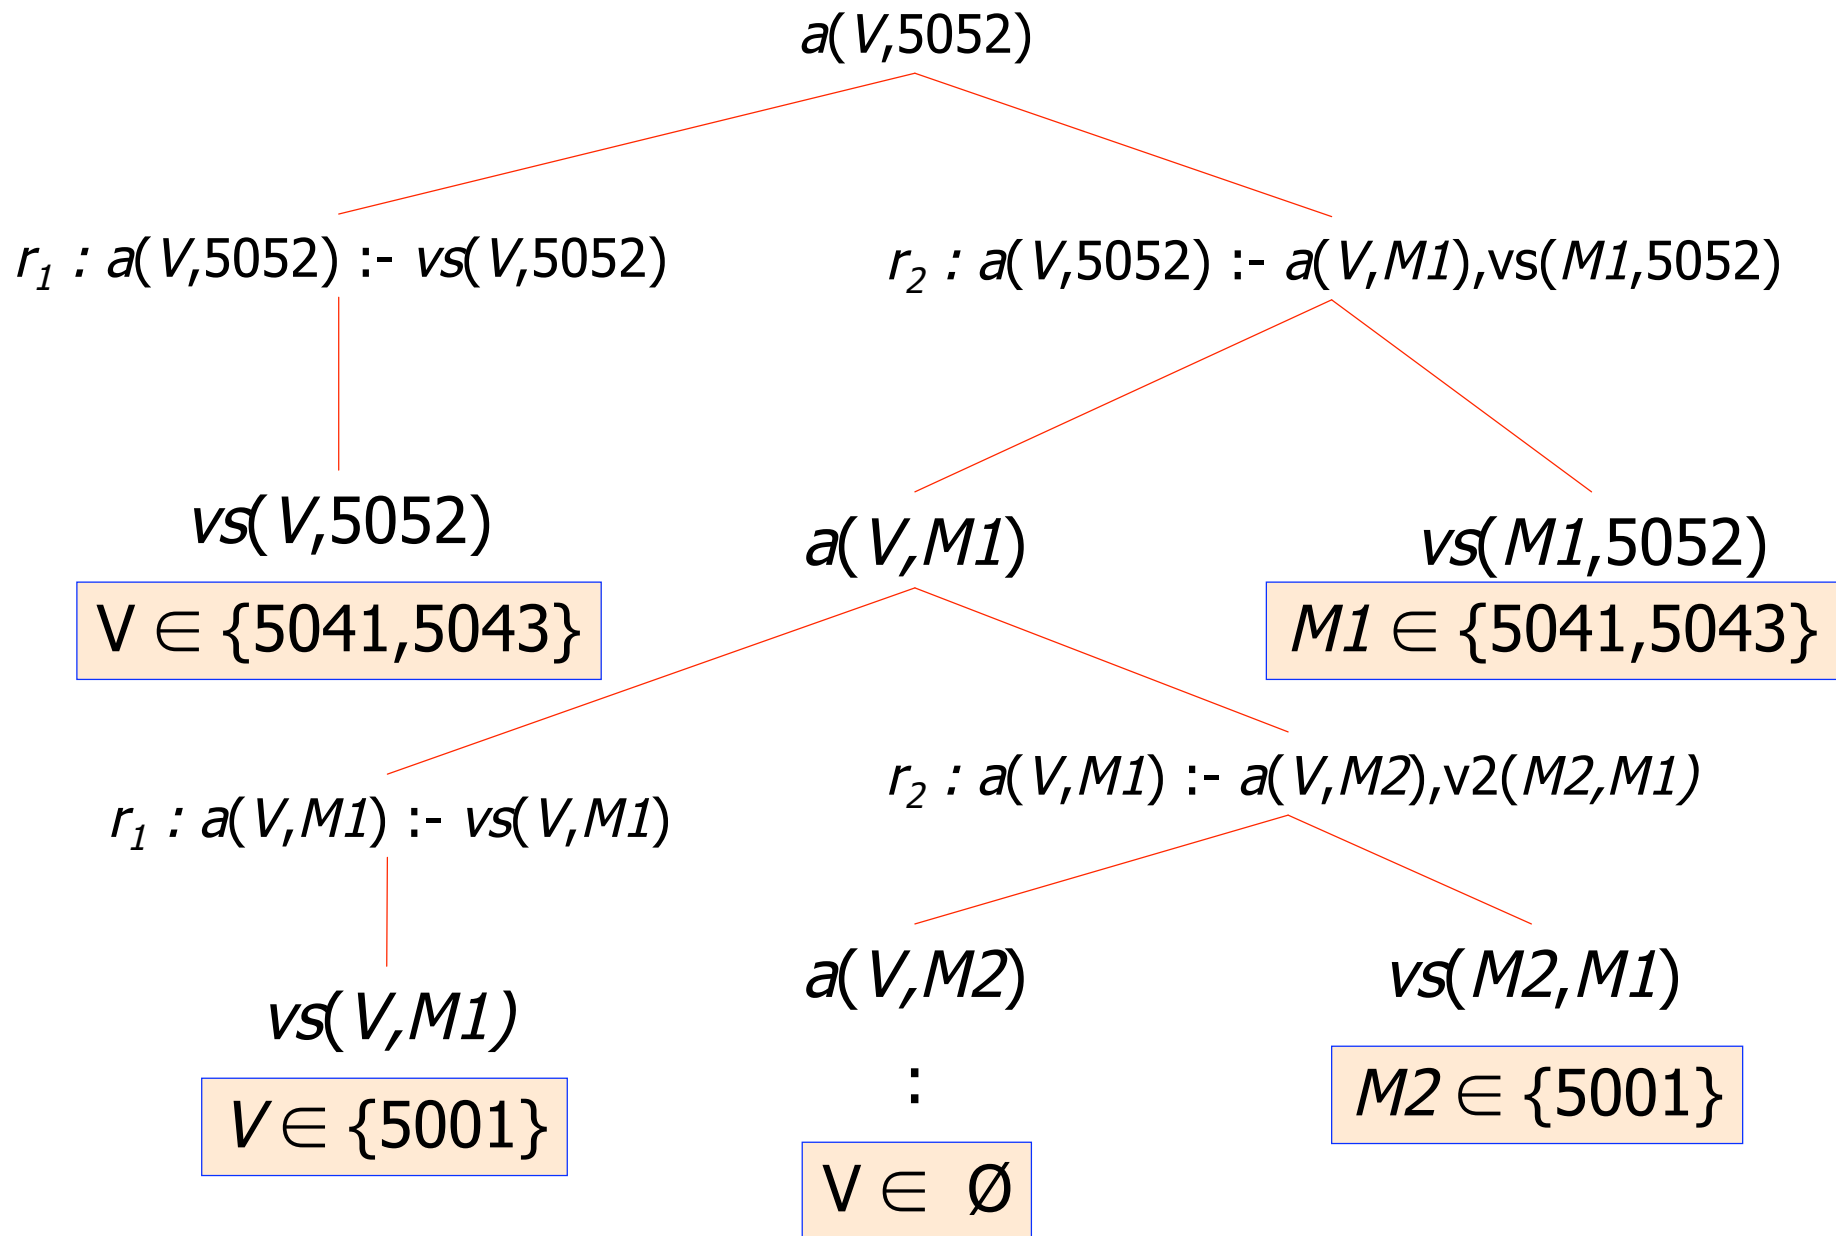 a(V,5052)
r1 : a(V,5052) :- vs(V,5052)
r2 : a(V,5052) :- a(V,M1),vs(M1,5052)
vs(V,5052)
V ∈ {5041,5043}
a(V,M1)
vs(M1,5052)
M1 ∈ {5041,5043}
r1 : a(V,M1) :- vs(V,M1)
r2 : a(V,M1) :- a(V,M2),v2(M2,M1)
vs(V,M1)
V ∈ {5001}
a(V,M2)
:
V ∈ Ø
vs(M2,M1)
M2 ∈ {5001}